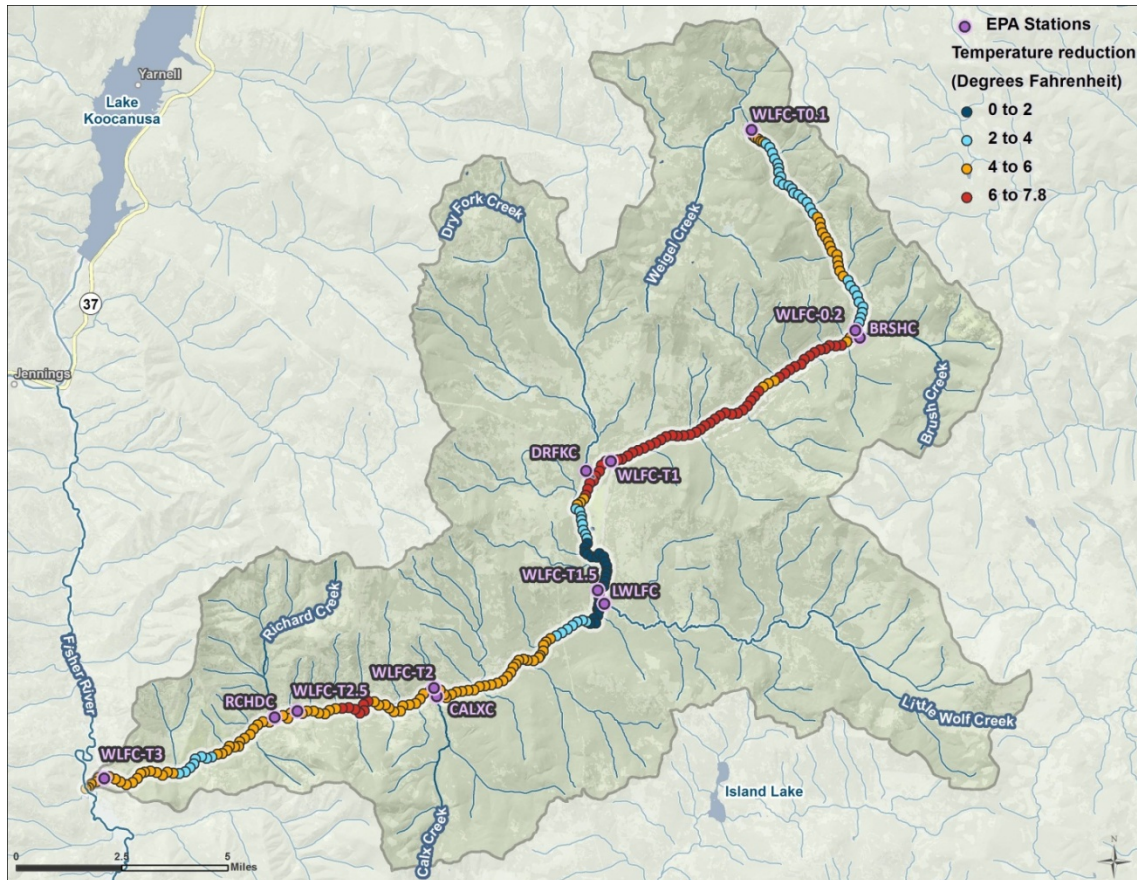 EPA Stations
Temperature reduction
(Degrees Fahrenheit)
0 to 2
2 to 4
4 to 6
6 to 7.8
Yarnell
Lake
Koocanusa
WLFC-T0.1
Dry Fork Creek
Weigel Creek
37
WLFC-0.2
BRSHC
Jennings
Brush Creek
DRFKC
WLFC-T1
WLFC-T1.5
LWLFC
Richard Creek
Fisher River
WLFC-T2
WLFC-T2.5
RCHDC
CALXC
Little Wolf Creek
WLFC-T3
Island Lake
Calx Creek
0
2.5
5
Miles
N